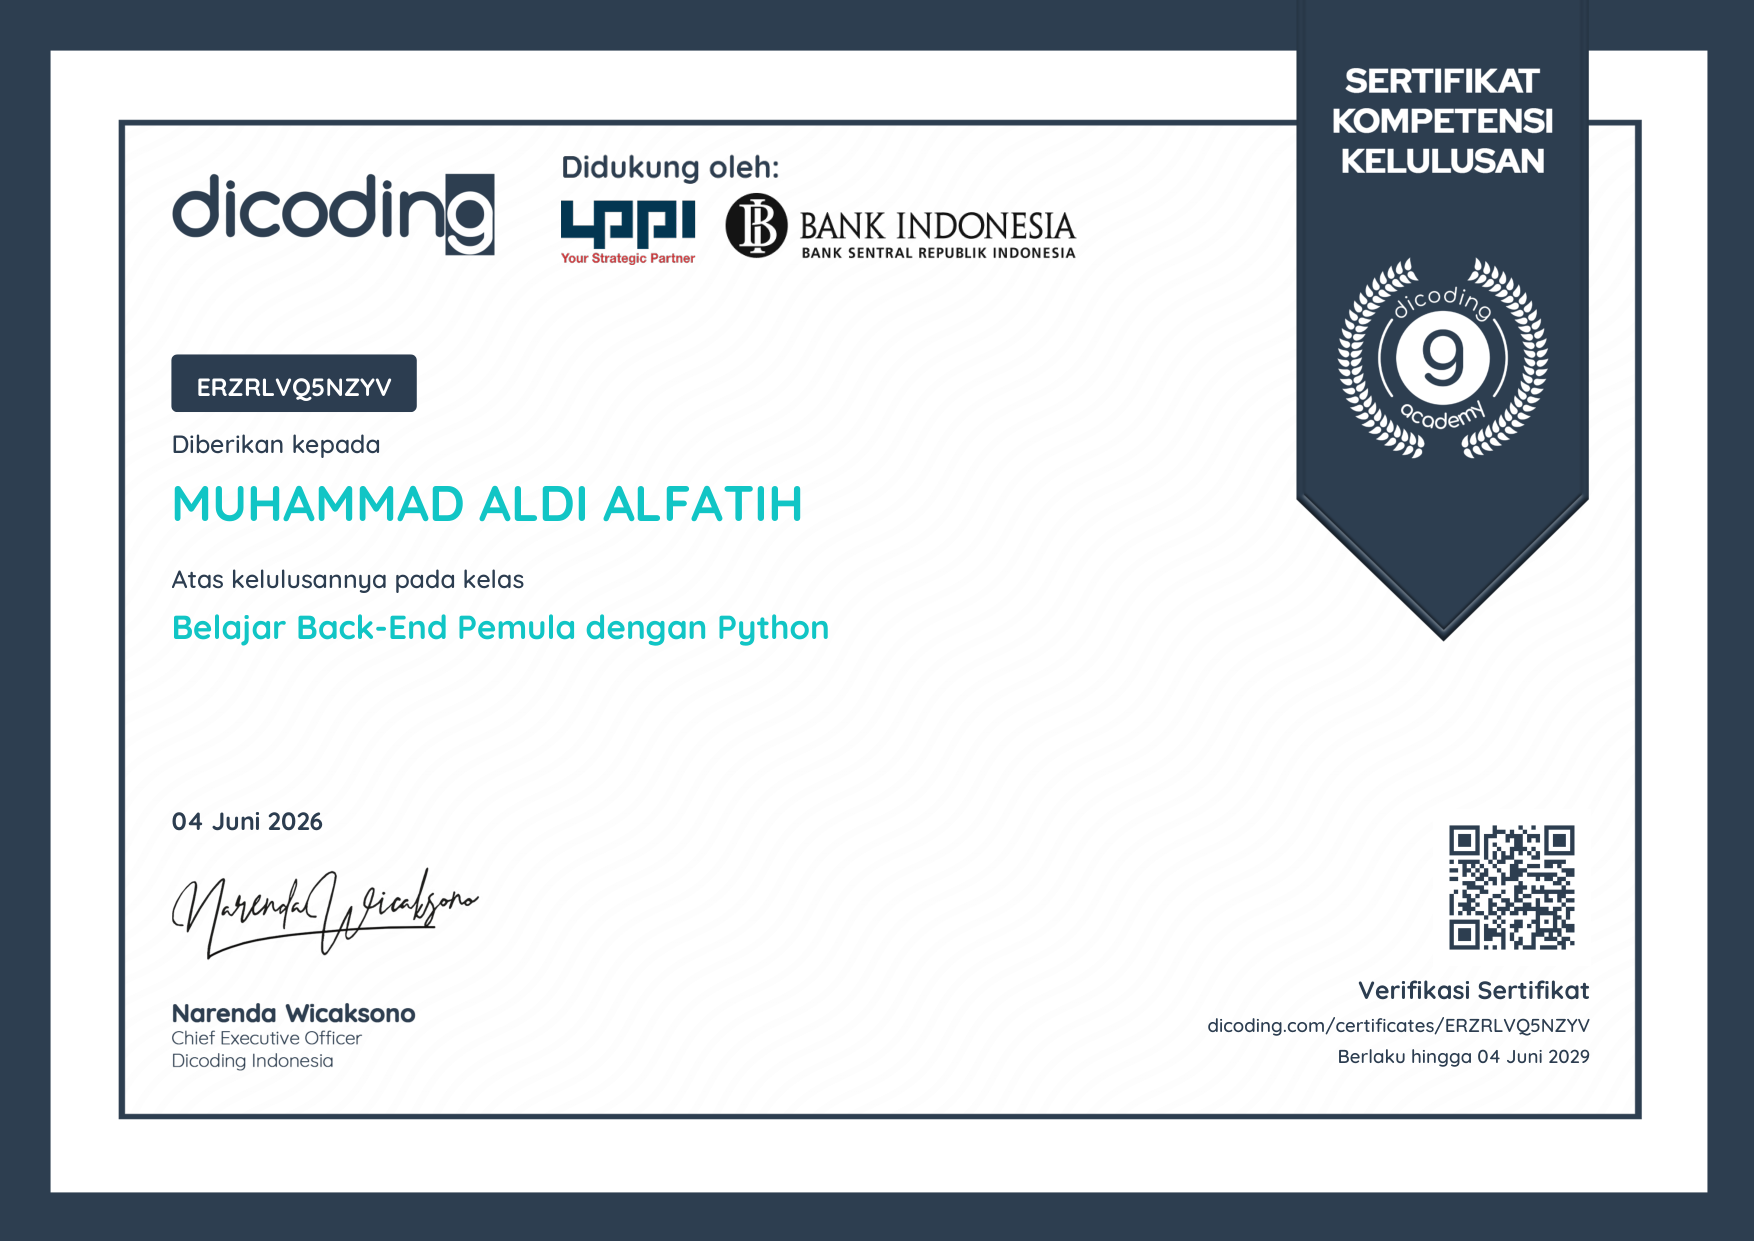 SERTIFIKAT
KOMPETENSI
KELULUSAN
dicoding
Didukung oleh:
LPPI
Your Strategic Partner
BANK INDONESIA
BANK SENTRAL REPUBLIK INDONESIA
dicoding
g
academy
ERZRLVQ5NZYV
Diberikan kepada
MUHAMMAD ALDI ALFATIH
Atas kelulusannya pada kelas
Belajar Back-End Pemula dengan Python
04 Juni 2026
Narenda Wicaksono
Narenda Wicaksono
Chief Executive Officer
Dicoding Indonesia
Verifikasi Sertifikat
dicoding.com/certificates/ERZRLVQ5NZYV
Berlaku hingga 04 Juni 2029